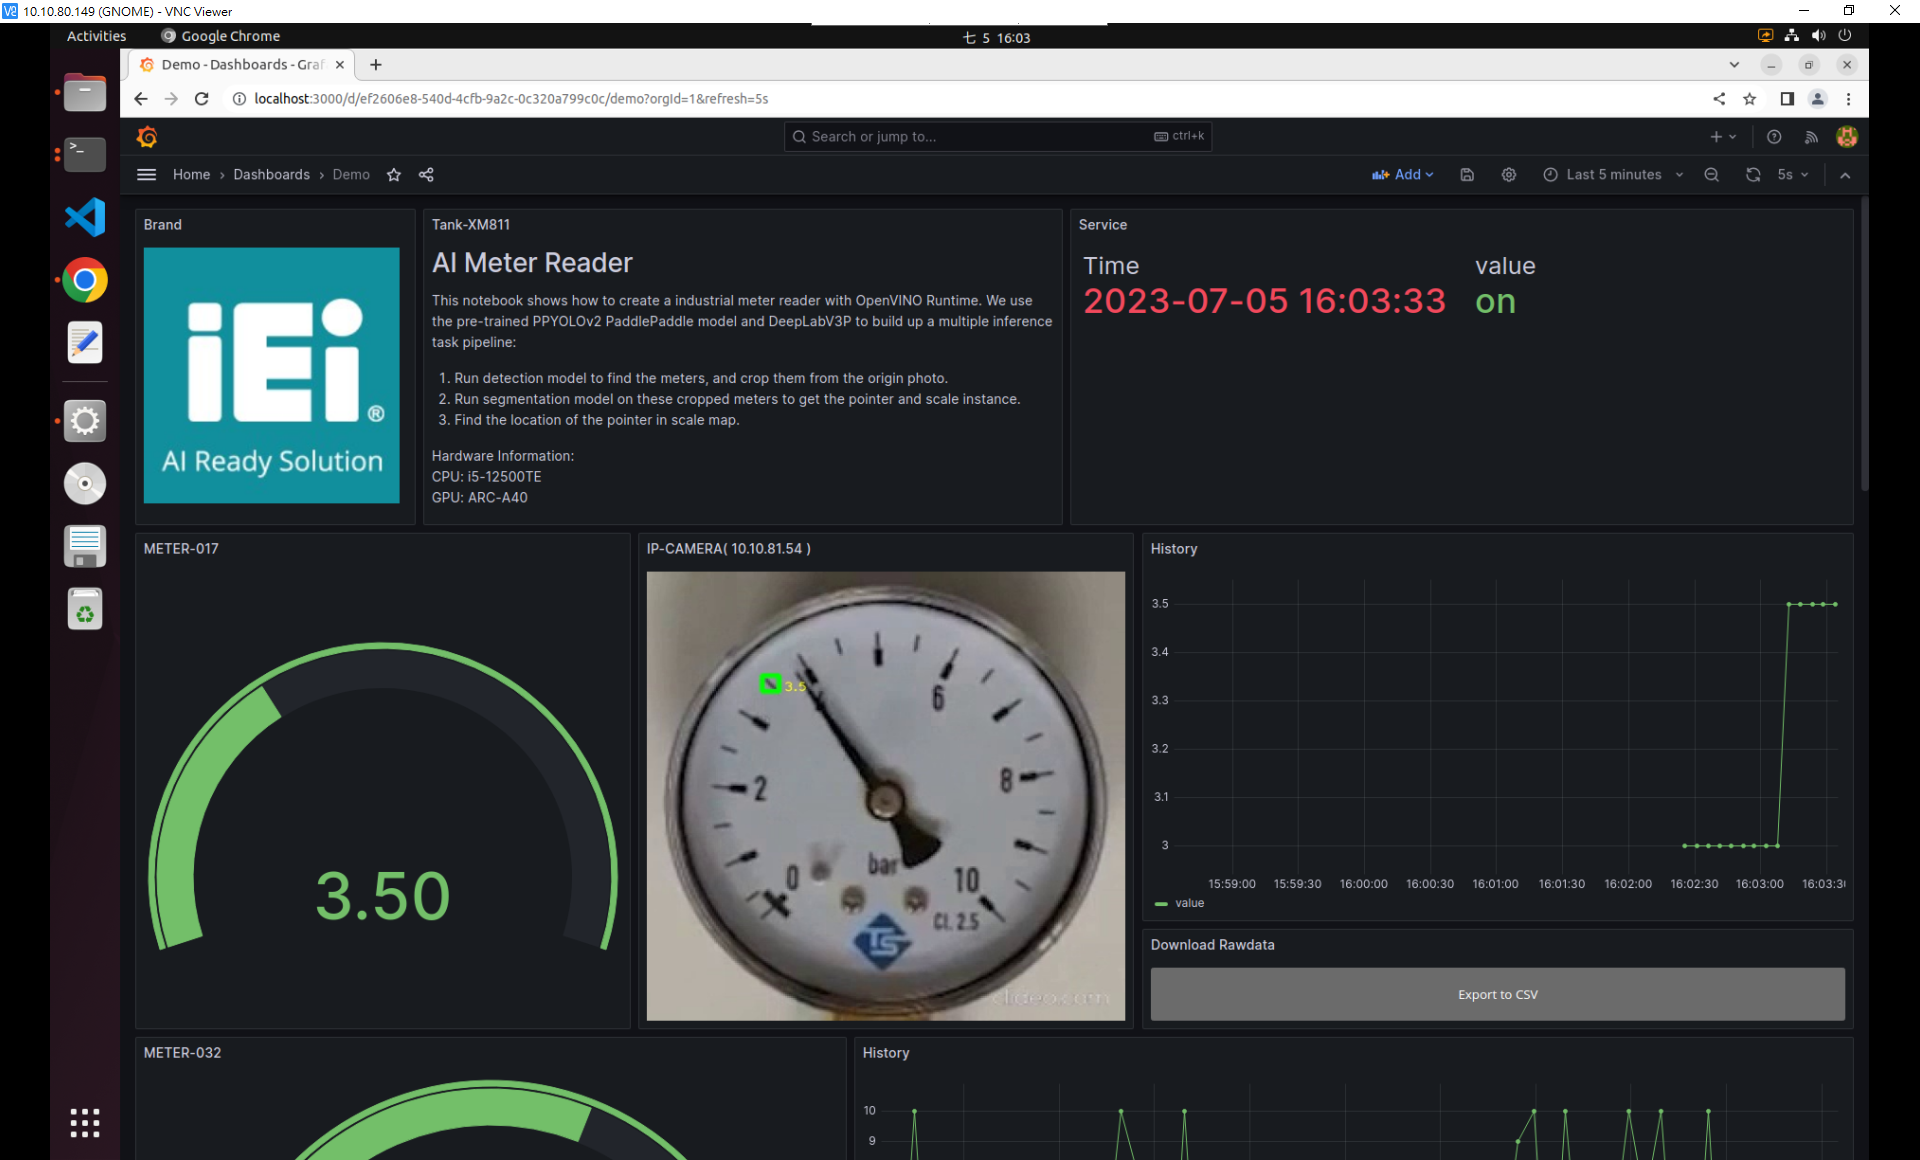 10.10.80.149 (GNOME) - VNC Viewer
Activities
Google Chrome
七 5 16:03
Demo - Dashboards - Graf
localhost:3000/d/ef2606e8-540d-4cfb-9a2c-0c320a799c0c/demo?orgId=1&refresh=5s
Search or jump to...
ctrl+k
Home › Dashboards › Demo
Add
Last 5 minutes
5s
Brand
iEi®
AI Ready Solution
Tank-XM811
AI Meter Reader
This notebook shows how to create a industrial meter reader with OpenVINO Runtime. We use
the pre-trained PPYOLOv2 PaddlePaddle model and DeepLabV3P to build up a multiple inference
task pipeline:
1. Run detection model to find the meters, and crop them from the origin photo.
2. Run segmentation model on these cropped meters to get the pointer and scale instance.
3. Find the location of the pointer in scale map.
Hardware Information:
CPU: i5-12500TE
GPU: ARC-A40
Service
Time
value
2023-07-05 16:03:33
on
METER-017
3.50
IP-CAMERA( 10.10.81.54 )
3.5
6
2
8
0
bar
10
Cl. 2.5
TS
History
3.5
3.4
3.3
3.2
3.1
3
15:59:00
15:59:30
16:00:00
16:00:30
16:01:00
16:01:30
16:02:00
16:02:30
16:03:00
16:03:3
value
Download Rawdata
Export to CSV
METER-032
History
10
9